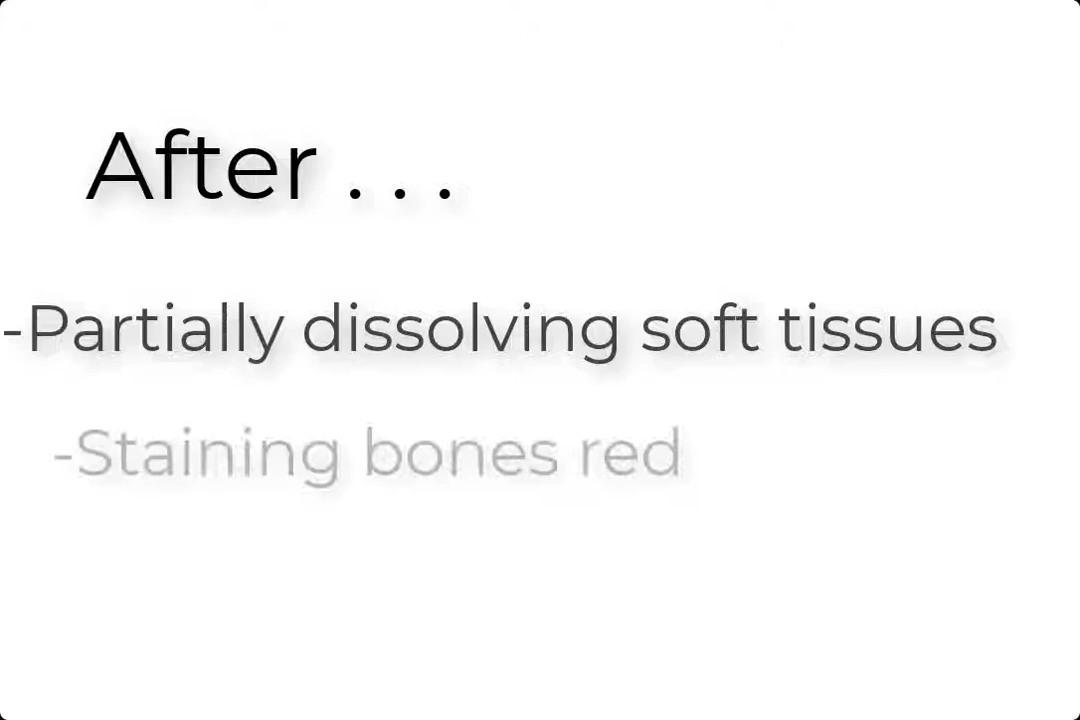 After . . .
-Partially dissolving soft tissues
-Staining bones red